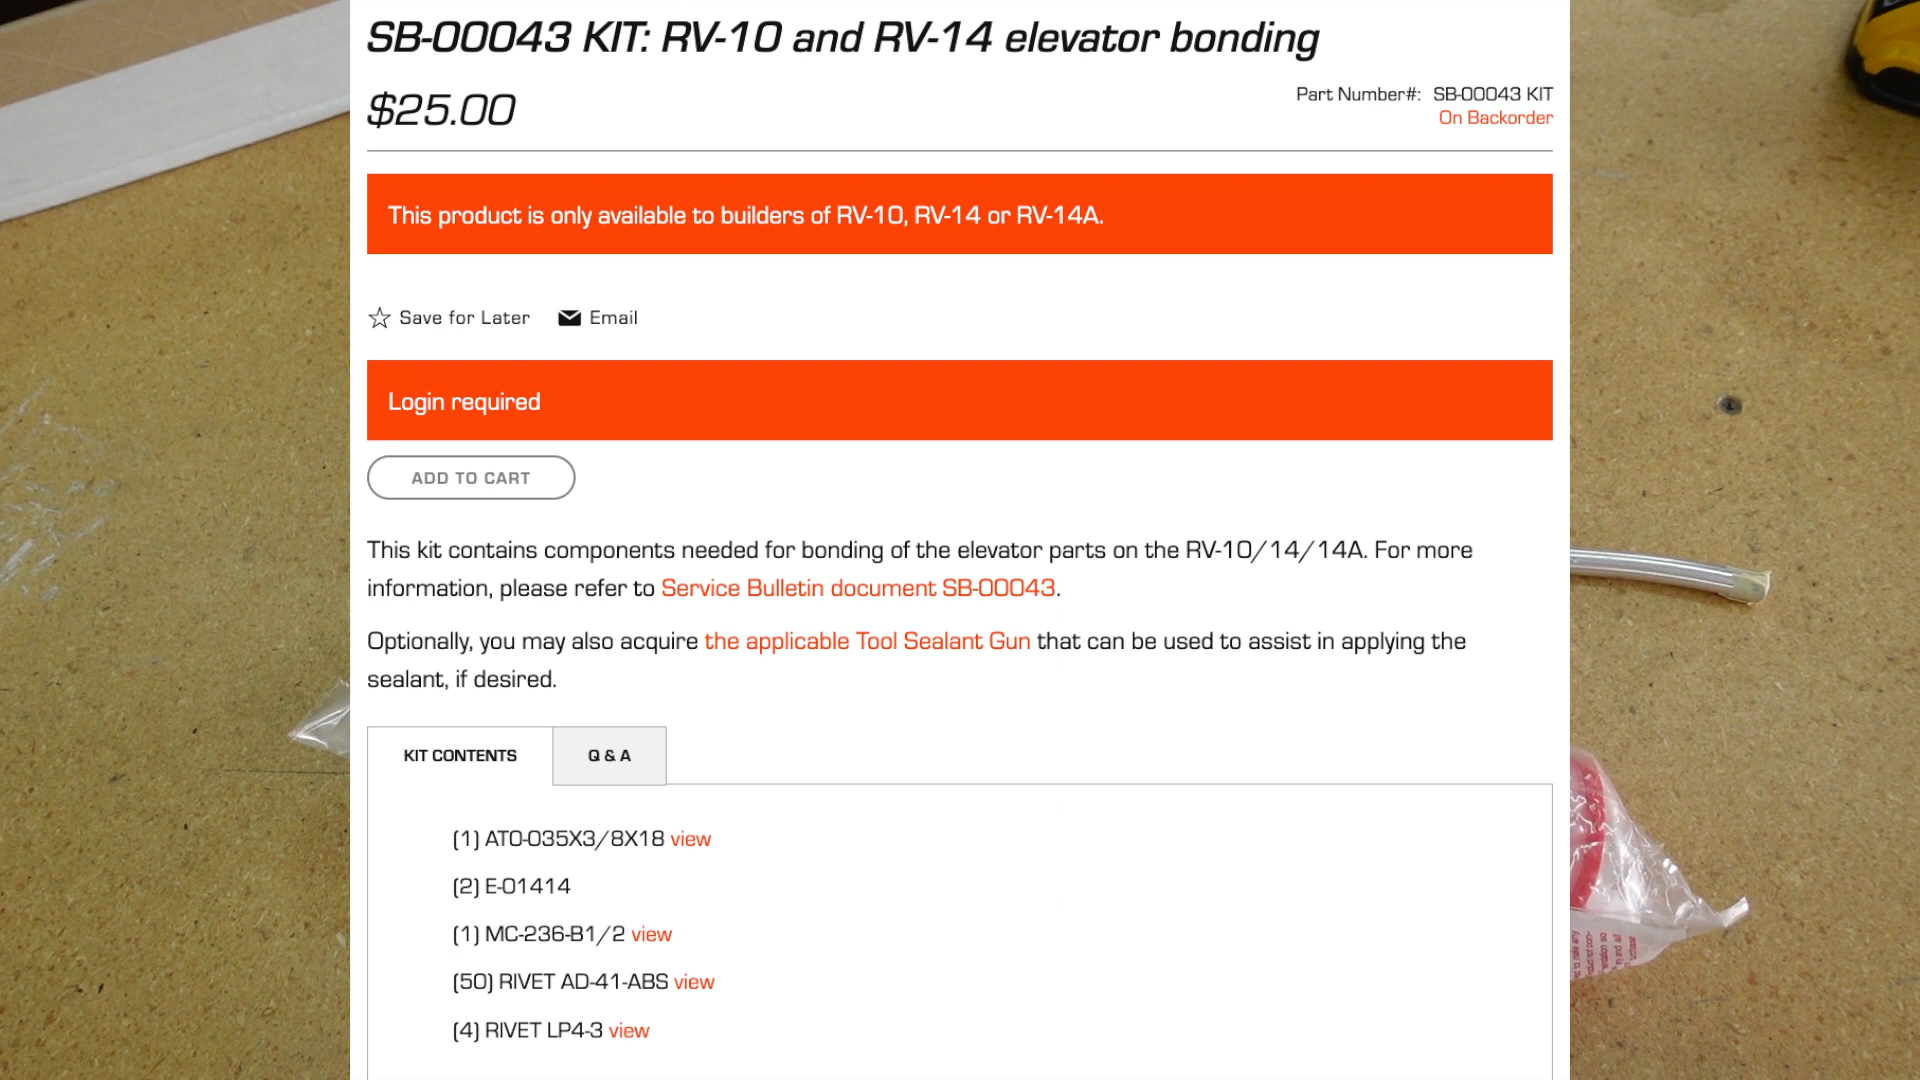 SB-00043 KIT: RV-10 and RV-14 elevator bonding
$25.00
Part Number#: SB-00043 KIT
On Backorder
This product is only available to builders of RV-10, RV-14 or RV-14A.
Save for Later Email
Login required
ADD TO CART
This kit contains components needed for bonding of the elevator parts on the RV-10/14/14A. For more
information, please refer to Service Bulletin document SB-00043.
Optionally, you may also acquire the applicable Tool Sealant Gun that can be used to assist in applying the
sealant, if desired.
KIT CONTENTS Q & A
(1) AT0-035X3/8X18 view
(2) E-01414
(1) MC-236-B1/2 view
(50) RIVET AD-41-ABS view
(4) RIVET LP4-3 view